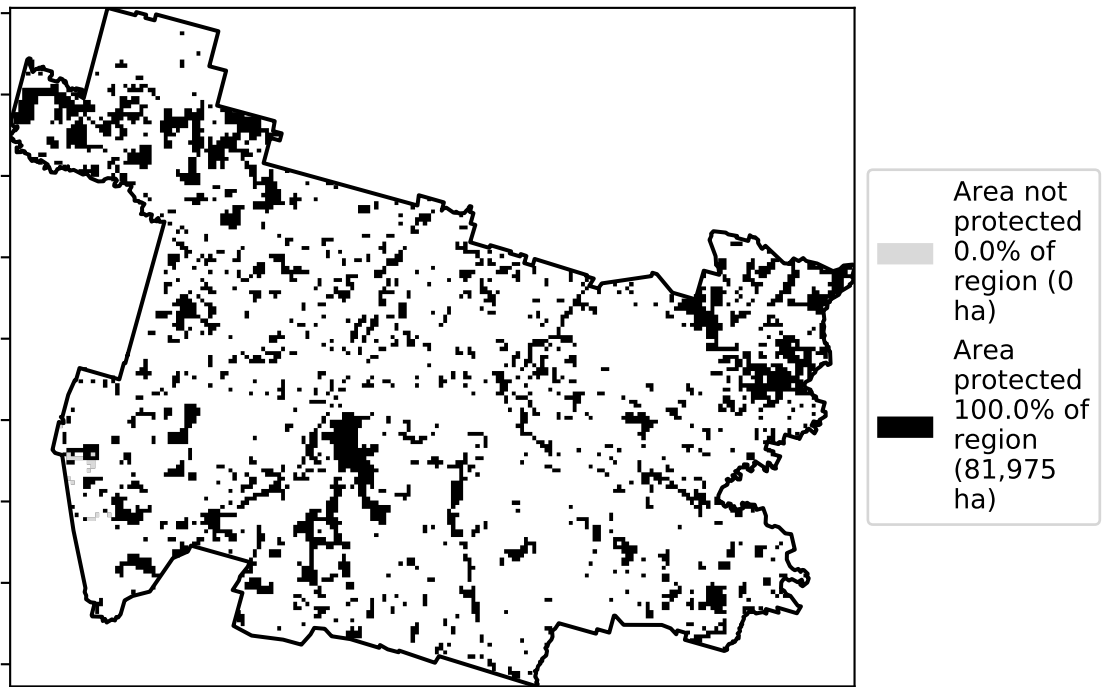 Area not
protected
0.0% of
region (0
ha)
Area
protected
100.0% of
region
(81,975
ha)